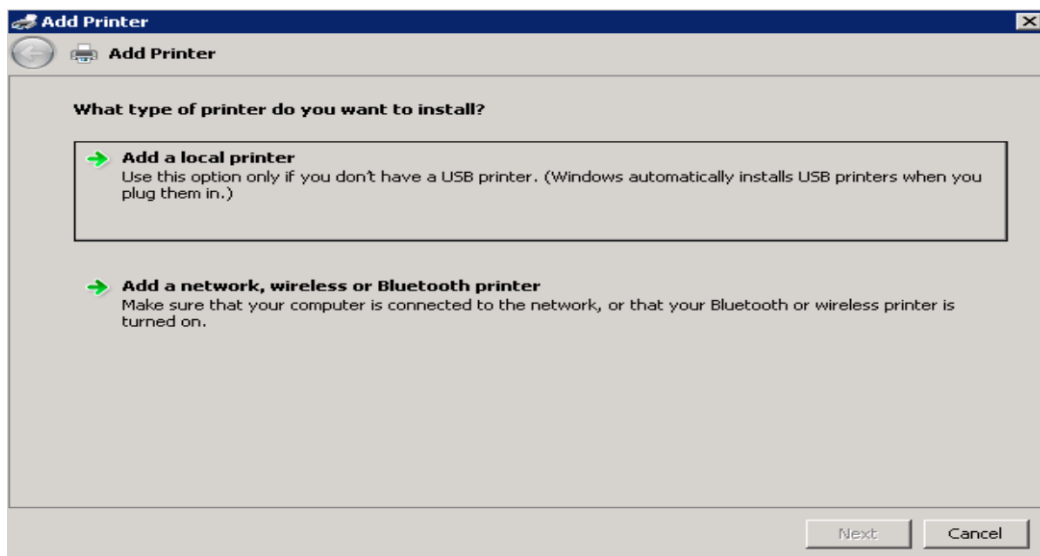 Add Printer
Add Printer
What type of printer do you want to install?
Add a local printer
Use this option only if you don't have a USB printer. (Windows automatically installs USB printers when you
plug them in.)
Add a network, wireless or Bluetooth printer
Make sure that your computer is connected to the network, or that your Bluetooth or wireless printer is
turned on.
Next
Cancel